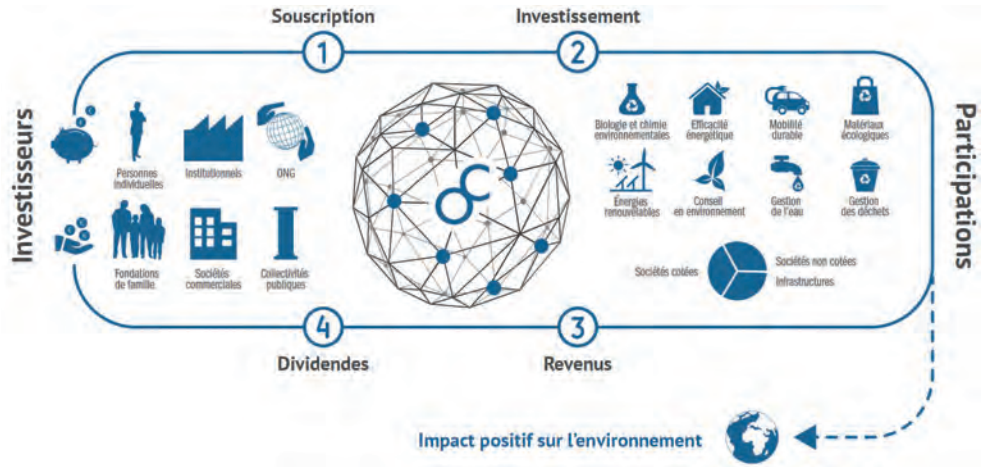 Souscription
Investissement
1
2
Investisseurs
Personnes
individuelles
Institutionnels
ONG
Fondations
de famille
Sociétés
commerciales
Collectivités
publiques
Biologie et chimie
environnementales
Efficacité
énergétique
Mobilité
durable
Matériaux
écologiques
Énergies
renouvelables
Conseil
en environnement
Gestion
de l'eau
Gestion
des déchets
Sociétés cotées
Sociétés non cotées
Infrastructures
Participations
4
3
Dividendes
Revenus
Impact positif sur l'environnement